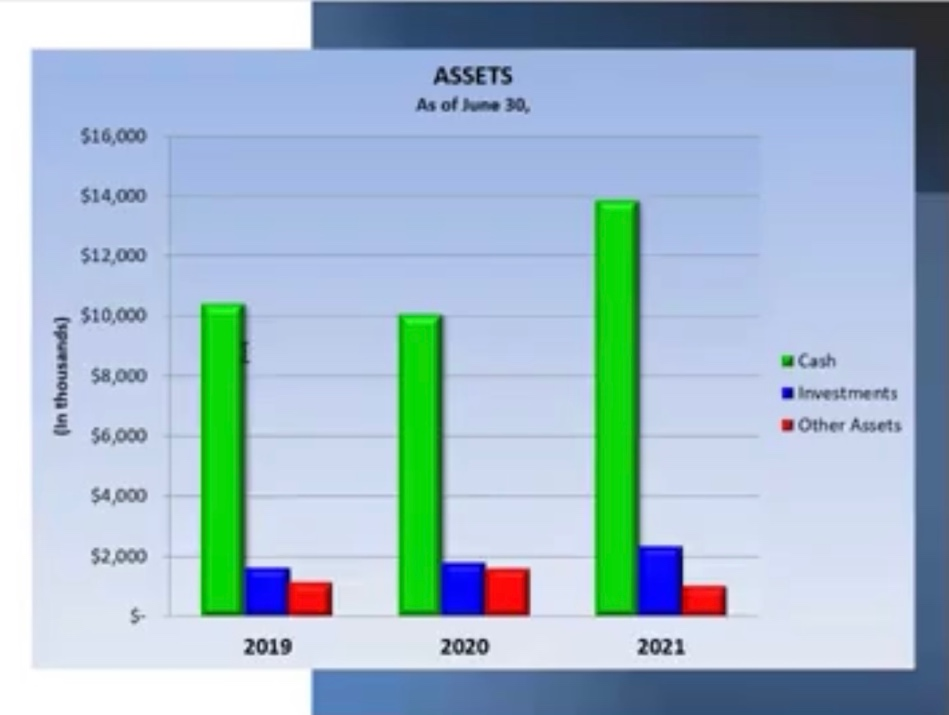 ASSETS
As of June 30,
$16,000
$14,000
$12,000
$10,000
$8,000
$6,000
$4,000
$2,000
$-
(In thousands)
2019 2020 2021
Cash
Investments
Other Assets